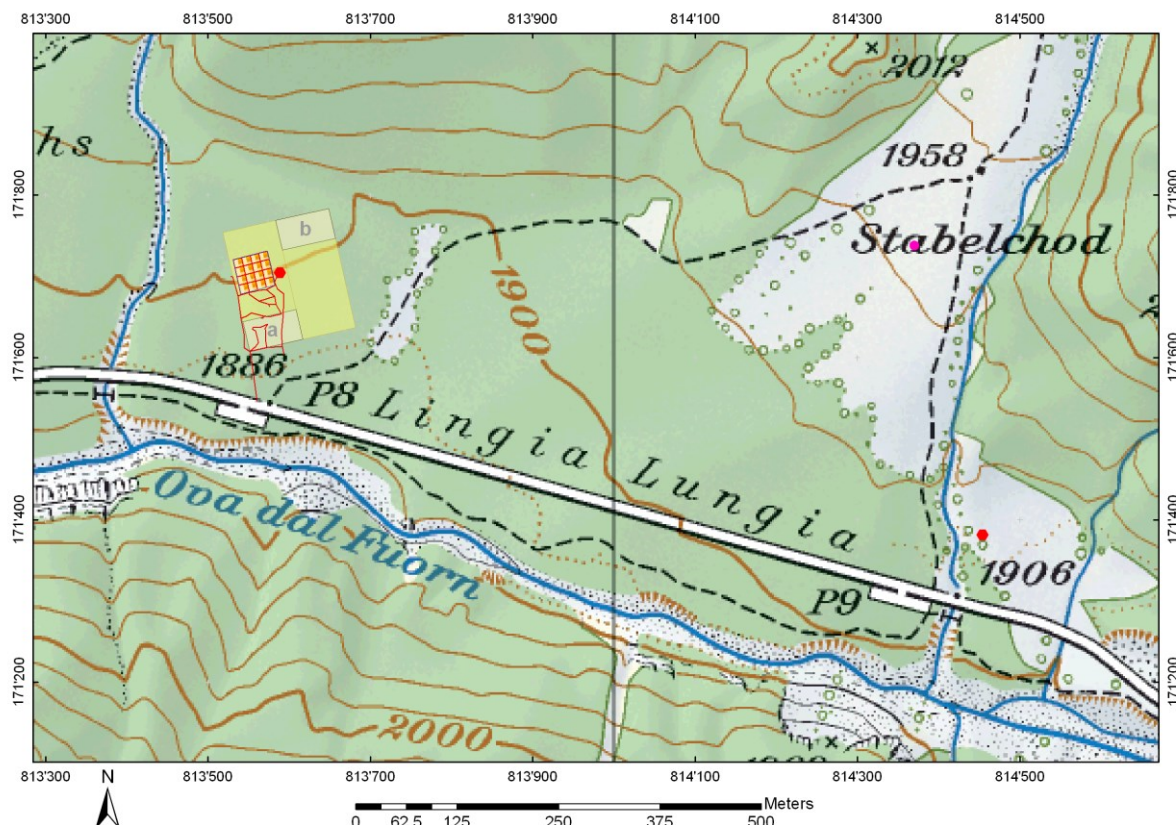 813'300 813'500 813'700 813'900 814'100 814'300 814'500
2012
hs
1958
171'800 171'800
b
Stabelchod
1900
a
171'600 171'600
1886
P8 Lingia Lungia
Ova dal Fuorn
171'400 171'400
1906
P9
171'200 171'200
2000
813'300 813'500 813'700 813'900 814'100 814'300 814'500
N
Meters
0 62.5 125 250 375 500